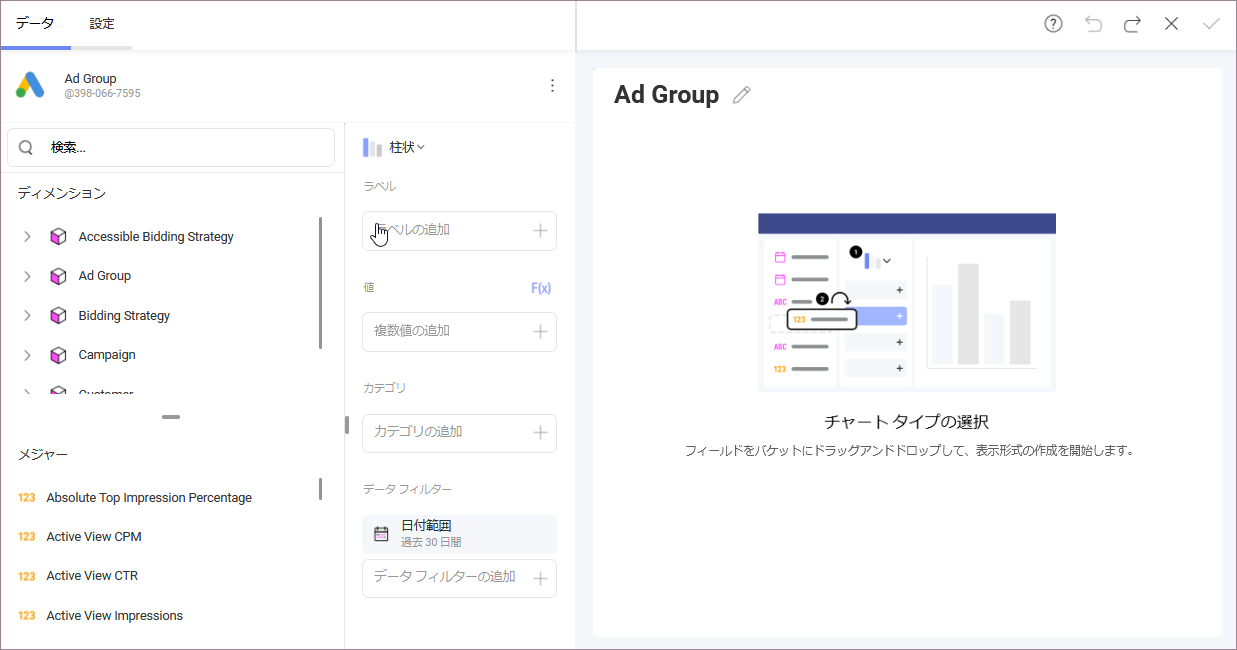 データ 設定
Ad Group
@398-066-7595
検索...
ディメンション
Accessible Bidding Strategy
Ad Group
Bidding Strategy
Campaign
Customer
メジャー
123 Absolute Top Impression Percentage
123 Active View CPM
123 Active View CTR
123 Active View Impressions
柱状
ラベル
ラベルの追加
値 F(x)
複数値の追加
カテゴリ
カテゴリの追加
データ フィルター
日付範囲
過去 30 日間
データ フィルターの追加
Ad Group
1
ABC
2
123
ABC
123
チャート タイプの選択
フィールドをバケットにドラッグアンドドロップして、表示形式の作成を開始します。